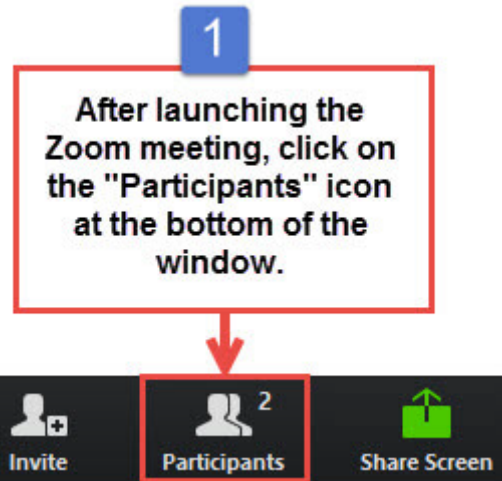 1
After launching the
Zoom meeting, click on
the "Participants" icon
at the bottom of the
window.
2
Invite
Participants
Share Screen